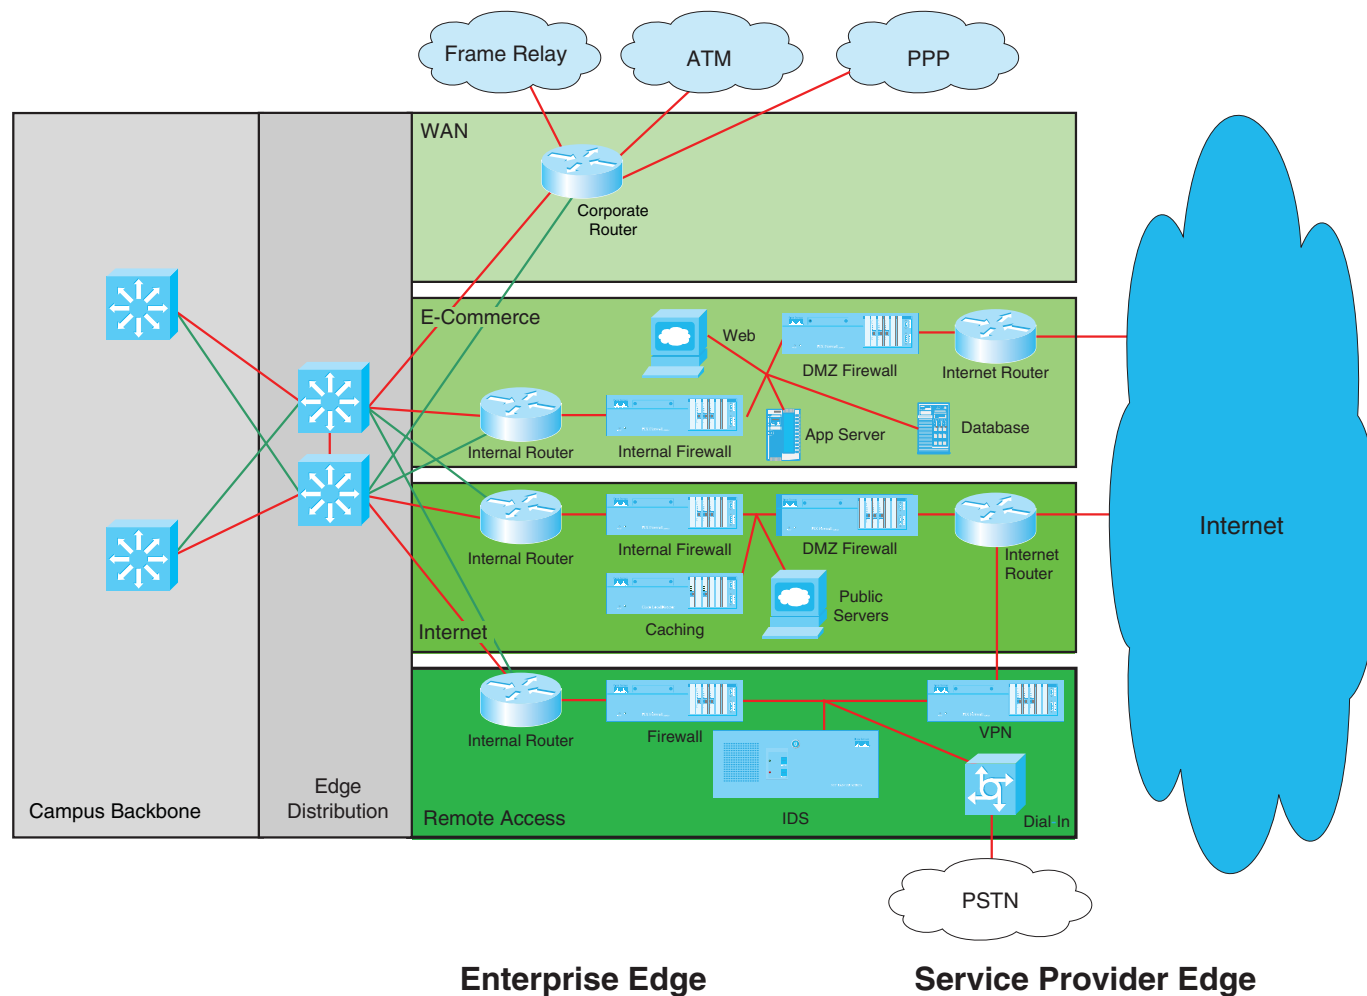 Frame Relay
ATM
PPP
WAN
Corporate
Router
E-Commerce
Web
DMZ Firewall
Internet Router
Internal Router
Internal Firewall
App Server
Database
Internal Router
Internal Firewall
DMZ Firewall
Internet
Router
Internet
Caching
Public
Servers
Internet
Internal Router
Firewall
VPN
IDS
Dial-In
Remote Access
Campus Backbone
Edge
Distribution
PSTN
Enterprise Edge
Service Provider Edge